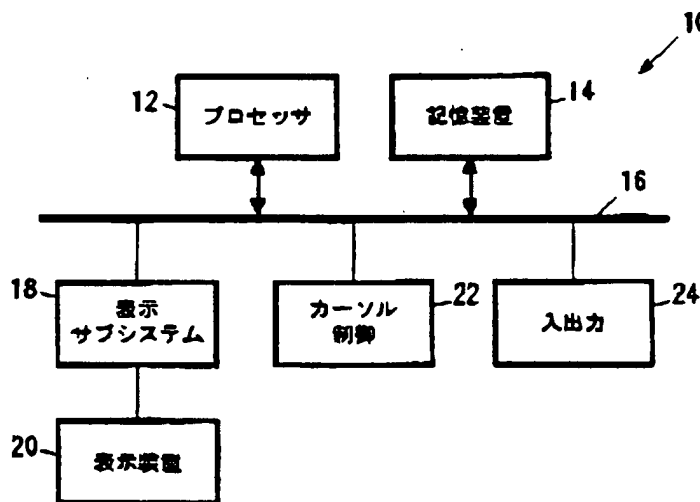 10
12
プロセッサ
記憶装置
14
16
18
表示
サブシステム
カーソル
制御
22
入出力
24
20
表示装置